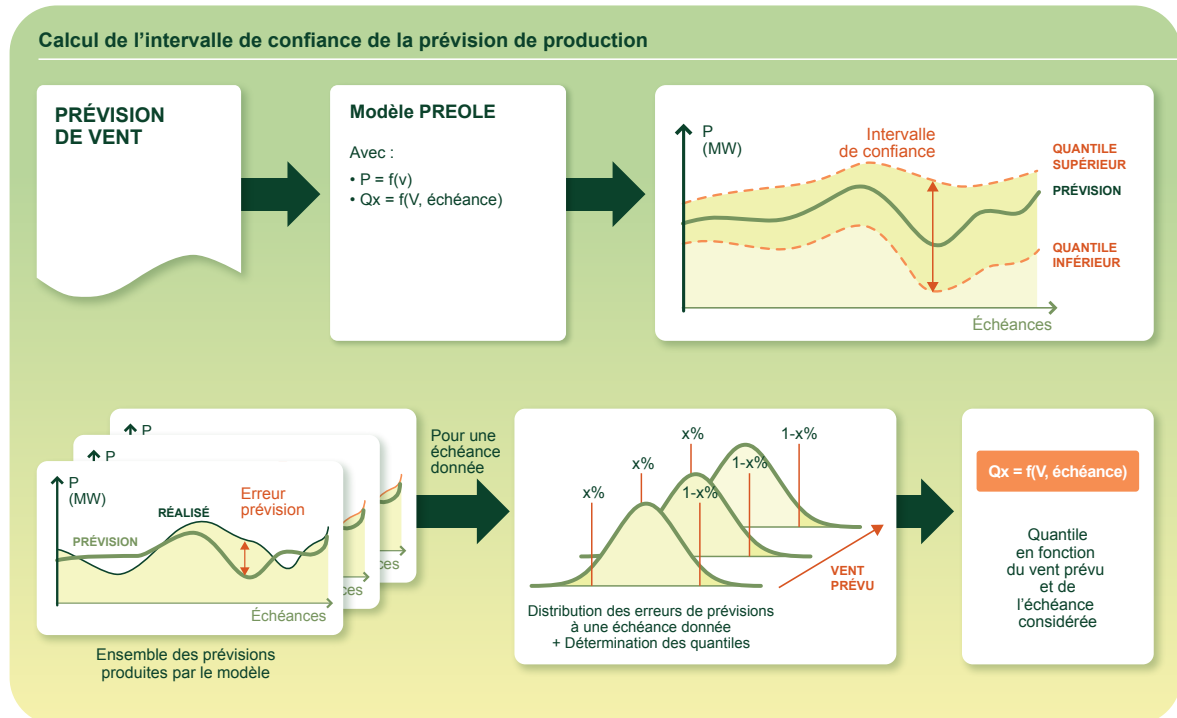 Calcul de l'intervalle de confiance de la prévision de production
PRÉVISION
DE VENT
Modèle PREOLE
Avec :
• P = f(v)
• Qx = f(V, échéance)
P
(MW)
Intervalle
de confiance
QUANTILE
SUPÉRIEUR
PRÉVISION
QUANTILE
INFÉRIEUR
Échéances
P
P
P
(MW)
RÉALISÉ
Erreur
prévision
PRÉVISION
Échéances
ces
ces
Ensemble des prévisions
produites par le modèle
Pour une
échéance
donnée
x%
x%
x%
1-x%
1-x%
1-x%
VENT
PRÉVU
Distribution des erreurs de prévisions
à une échéance donnée
+ Détermination des quantiles
Qx = f(V, échéance)
Quantile
en fonction
du vent prévu
et de
l'échéance
considérée